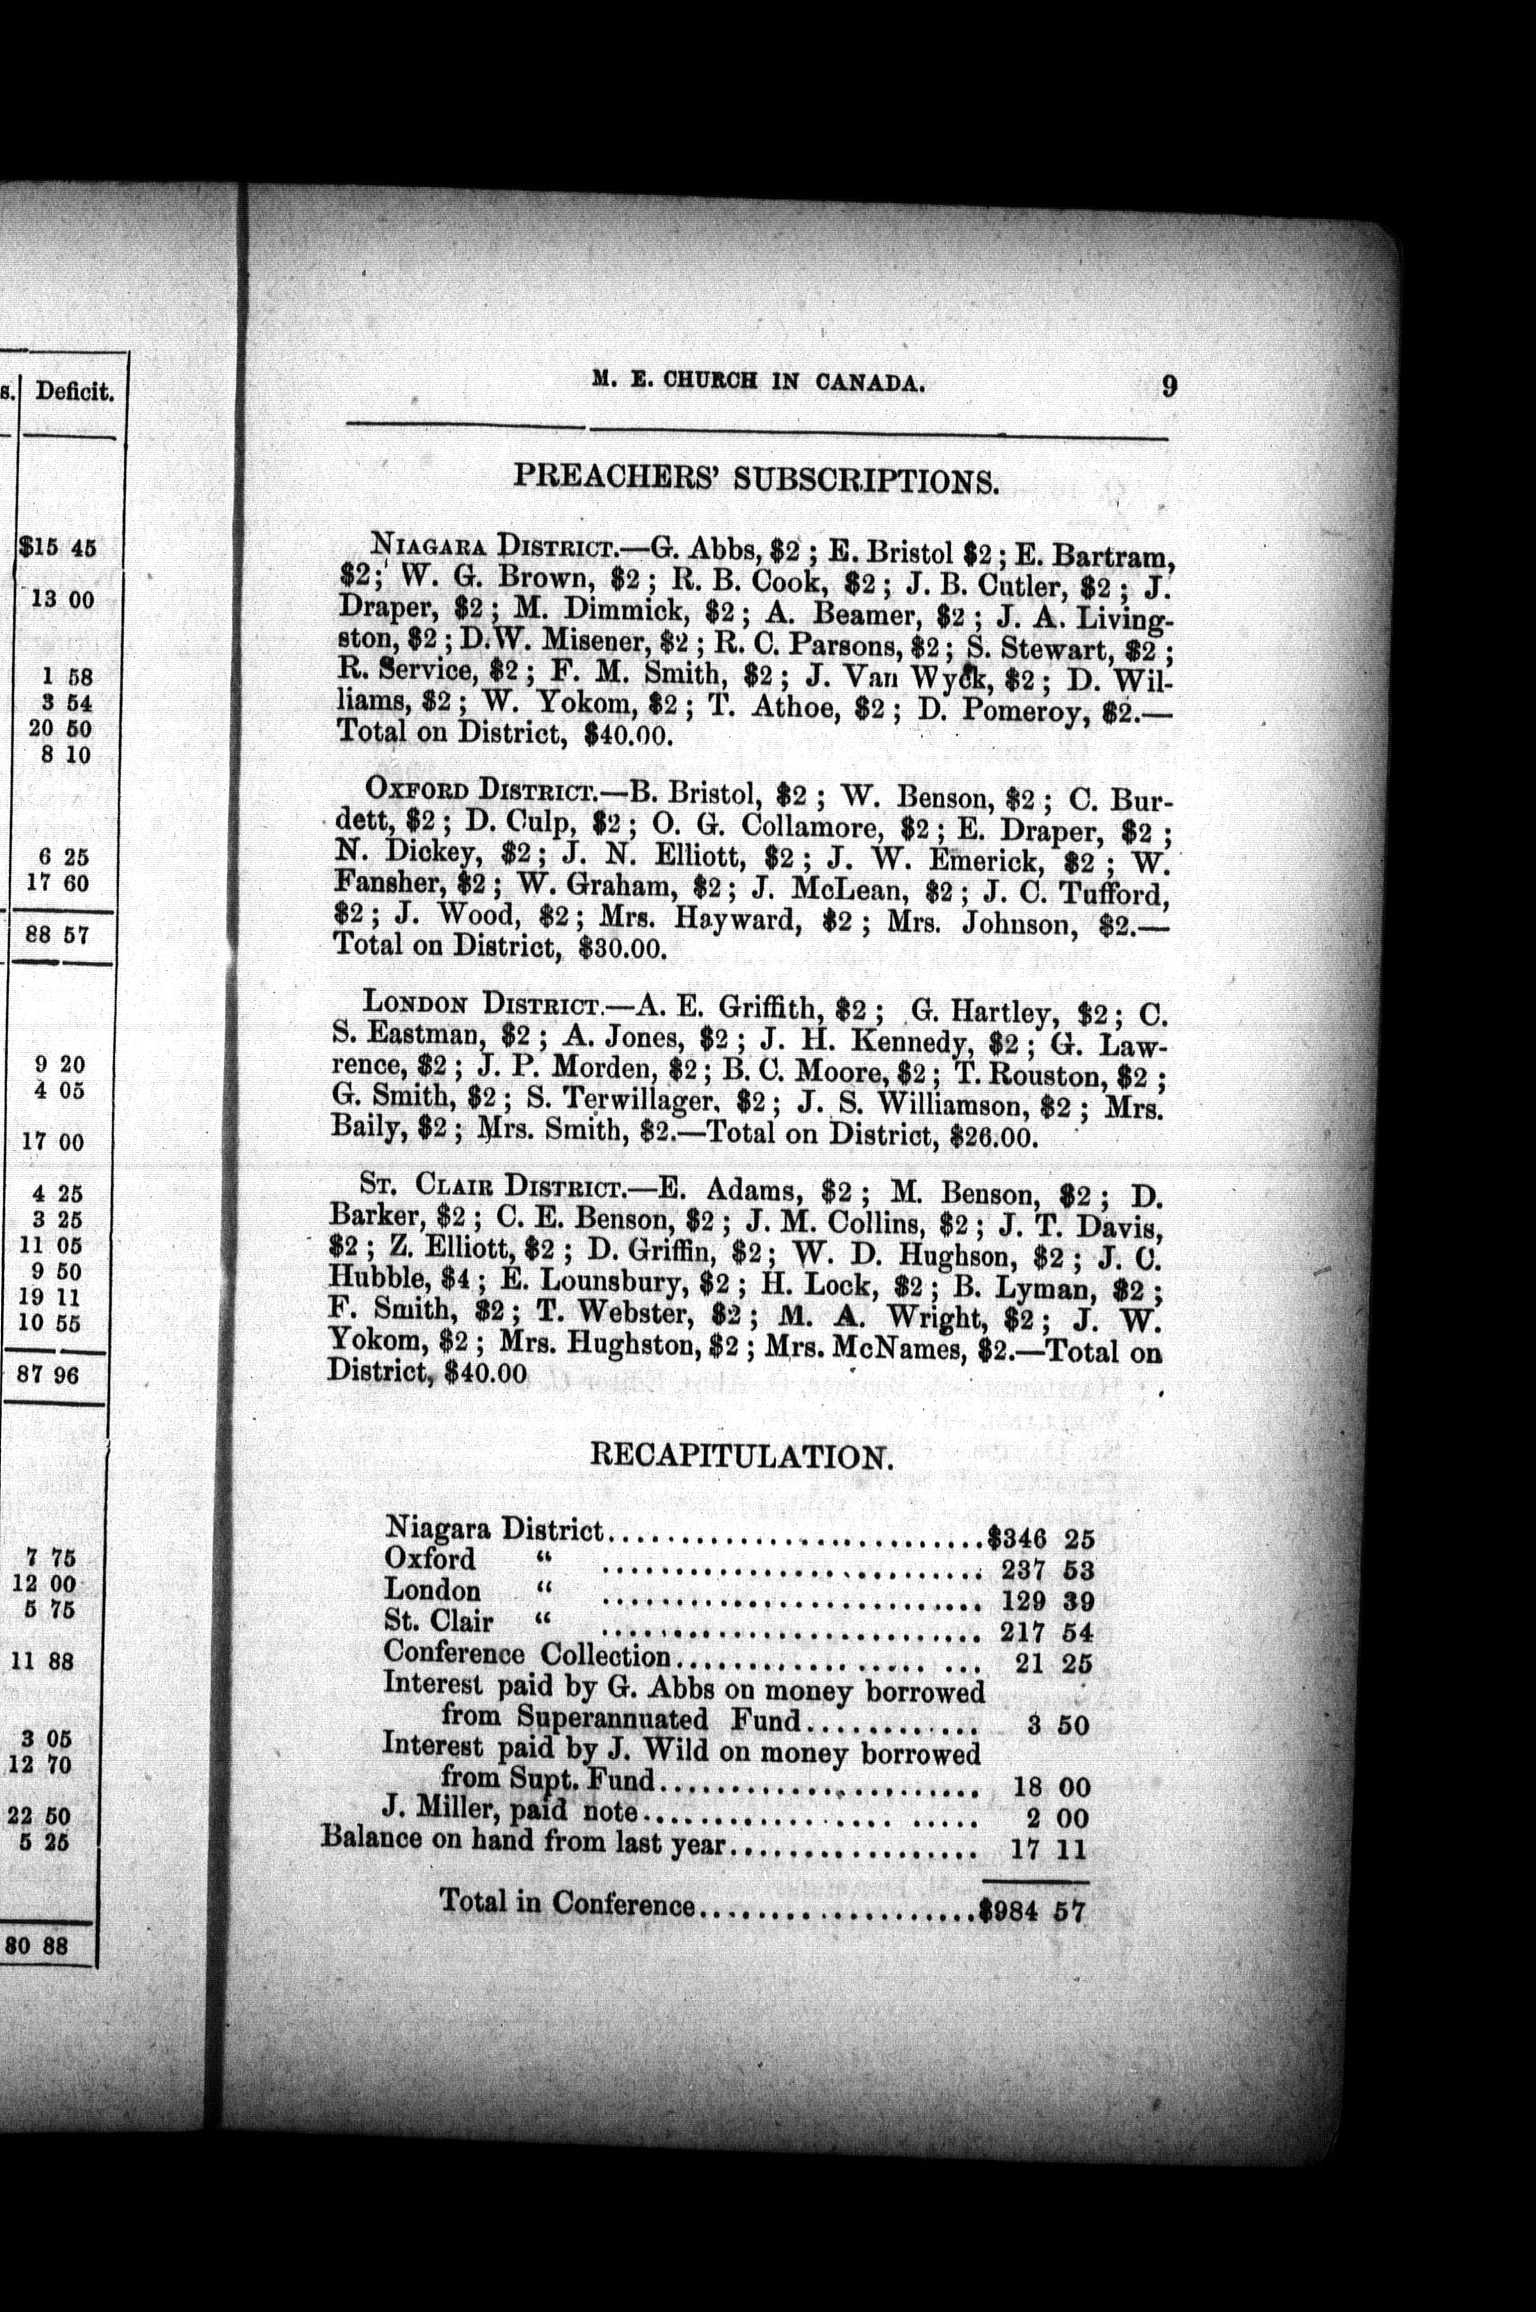 s. Deficit.
$15 45
13 00
1 58
3 54
20 50
8 10
6 25
17 60
88 57
9 20
4 05
17 00
4 25
3 25
11 05
9 50
19 11
10 55
87 96
7 75
12 00
5 75
11 88
3 05
12 70
22 50
5 25
80 88
M. E. CHURCH IN CANADA. 9
PREACHERS' SUBSCRIPTIONS.
NIAGARA DISTRICT.—G. Abbs, $2 ; E. Bristol $2 ; E. Bartram,
$2; W. G. Brown, $2 ; R. B. Cook, $2 ; J. B. Cutler, $2 ; J.
Draper, $2 ; M. Dimmick, $2 ; A. Beamer, $2 ; J. A. Living-
ston, $2 ; D.W. Misener, $2 ; R. C. Parsons, $2 ; S. Stewart, $2 ;
R. Service, $2 ; F. M. Smith, $2 ; J. Van Wyck, $2 ; D. Wil-
liams, $2 ; W. Yokom, $2 ; T. Athoe, $2 ; D. Pomeroy, $2.—
Total on District, $40.00.
OXFORD DISTRICT.—B. Bristol, $2 ; W. Benson, $2 ; C. Bur-
dett, $2 ; D. Culp, $2 ; O. G. Collamore, $2 ; E. Draper, $2 ;
N. Dickey, $2 ; J. N. Elliott, $2 ; J. W. Emerick, $2 ; W.
Fansher, $2 ; W. Graham, $2 ; J. McLean, $2 ; J. C. Tufford,
$2 ; J. Wood, $2 ; Mrs. Hayward, $2 ; Mrs. Johnson, $2.—
Total on District, $30.00.
LONDON DISTRICT.—A. E. Griffith, $2 ; G. Hartley, $2 ; C.
S. Eastman, $2 ; A. Jones, $2 ; J. H. Kennedy, $2 ; G. Law-
rence, $2 ; J. P. Morden, $2 ; B. C. Moore, $2 ; T. Rouston, $2 ;
G. Smith, $2 ; S. Terwillager, $2 ; J. S. Williamson, $2 ; Mrs.
Baily, $2 ; Mrs. Smith, $2.—Total on District, $26.00.
ST. CLAIR DISTRICT.—E. Adams, $2 ; M. Benson, $2 ; D.
Barker, $2 ; C. E. Benson, $2 ; J. M. Collins, $2 ; J. T. Davis,
$2 ; Z. Elliott, $2 ; D. Griffin, $2 ; W. D. Hughson, $2 ; J. C.
Hubble, $4 ; E. Lounsbury, $2 ; H. Lock, $2 ; B. Lyman, $2 ;
F. Smith, $2 ; T. Webster, $2 ; M. A. Wright, $2 ; J. W.
Yokom, $2 ; Mrs. Hughston, $2 ; Mrs. McNames, $2.—Total on
District, $40.00
RECAPITULATION.
Niagara District..........................$346 25
Oxford “ .......................... 237 53
London “ .......................... 129 39
St. Clair “ .......................... 217 54
Conference Collection.................... 21 25
Interest paid by G. Abbs on money borrowed
from Superannuated Fund............ 3 50
Interest paid by J. Wild on money borrowed
from Supt. Fund...................... 18 00
J. Miller, paid note...................... 2 00
Balance on hand from last year................. 17 11
Total in Conference...................$984 57